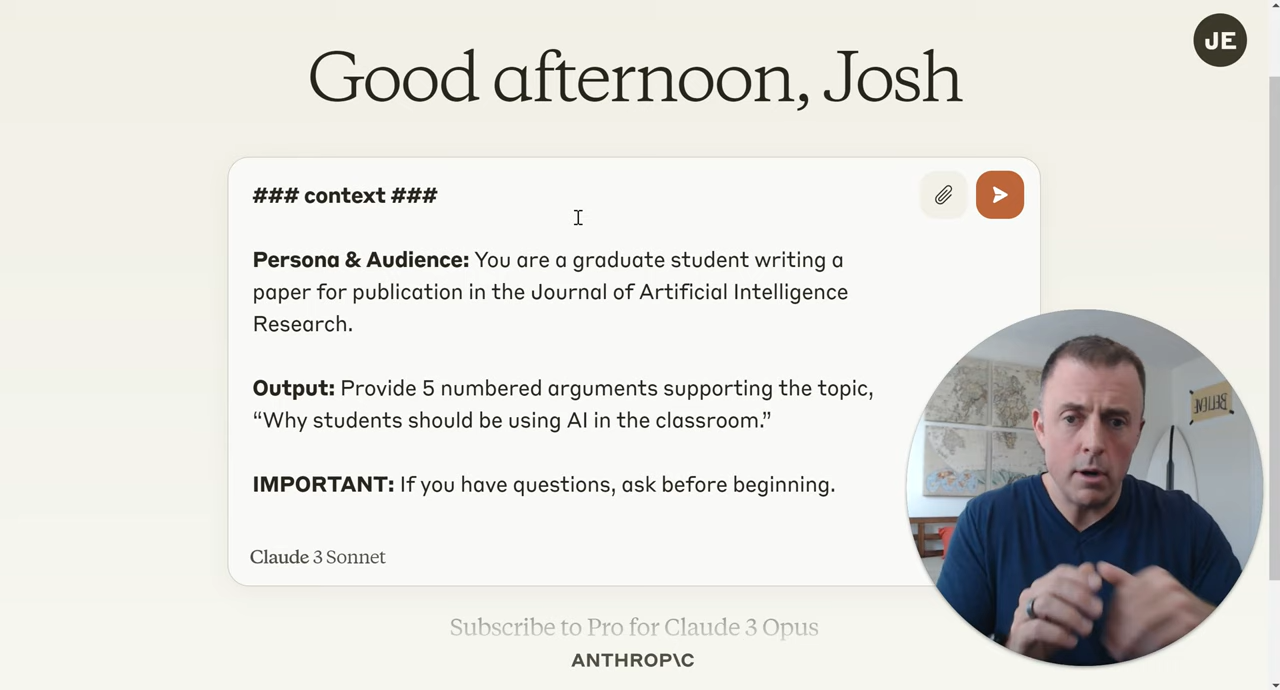 JE
Good afternoon, Josh
### context ###
Persona & Audience: You are a graduate student writing a
paper for publication in the Journal of Artificial Intelligence
Research.
Output: Provide 5 numbered arguments supporting the topic,
“Why students should be using AI in the classroom.”
IMPORTANT: If you have questions, ask before beginning.
BELIEVE
Claude 3 Sonnet
Subscribe to Pro for Claude 3 Opus
ANTHROP\C